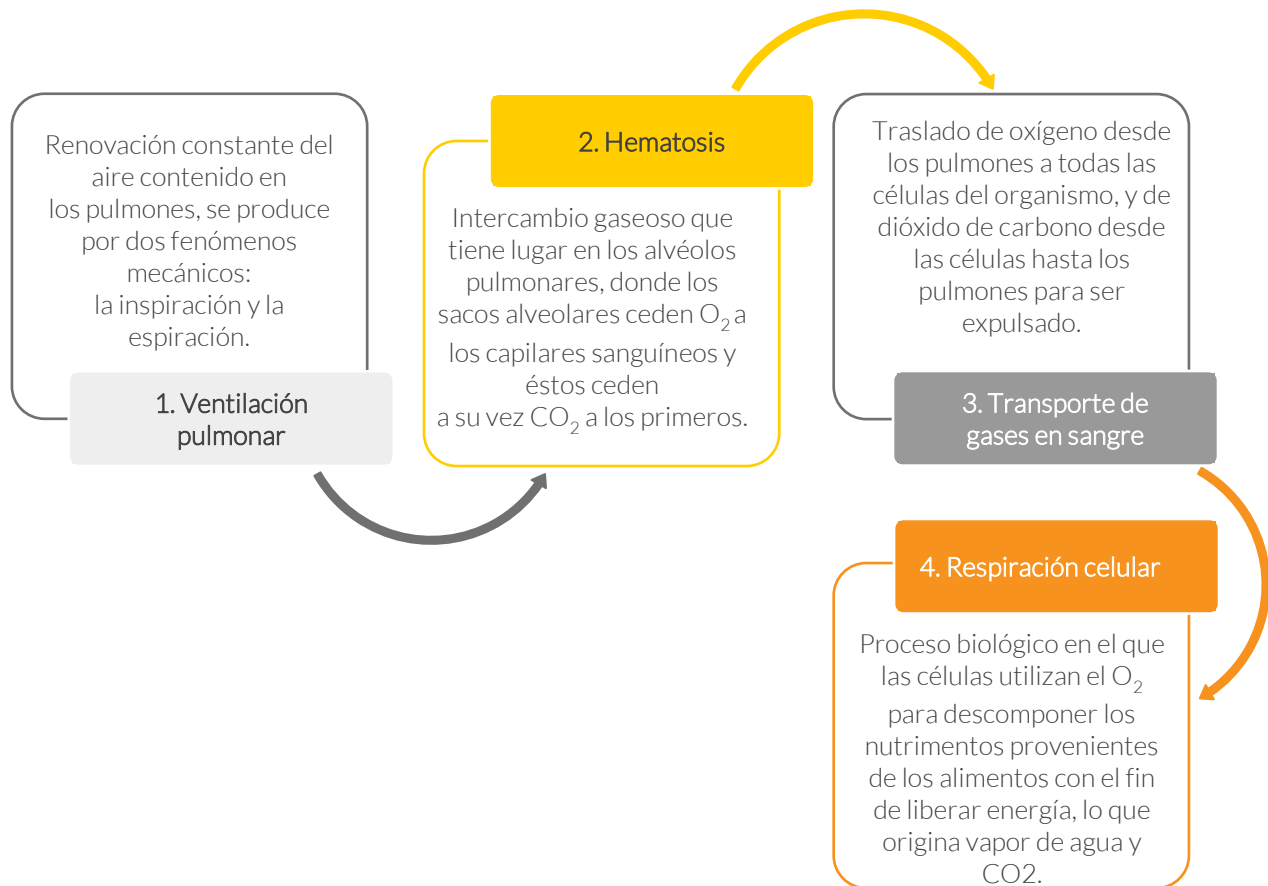 Renovación constante del
aire contenido en
los pulmones, se produce
por dos fenómenos
mecánicos:
la inspiración y la
espiración.
1. Ventilación
pulmonar
2. Hematosis
Intercambio gaseoso que
tiene lugar en los alvéolos
pulmonares, donde los
sacos alveolares ceden O₂ a
los capilares sanguíneos y
éstos ceden
a su vez CO₂ a los primeros.
Traslado de oxígeno desde
los pulmones a todas las
células del organismo, y de
dióxido de carbono desde
las células hasta los
pulmones para ser
expulsado.
3. Transporte de
gases en sangre
4. Respiración celular
Proceso biológico en el que
las células utilizan el O₂
para descomponer los
nutrimentos provenientes
de los alimentos con el fin
de liberar energía, lo que
origina vapor de agua y
CO2.